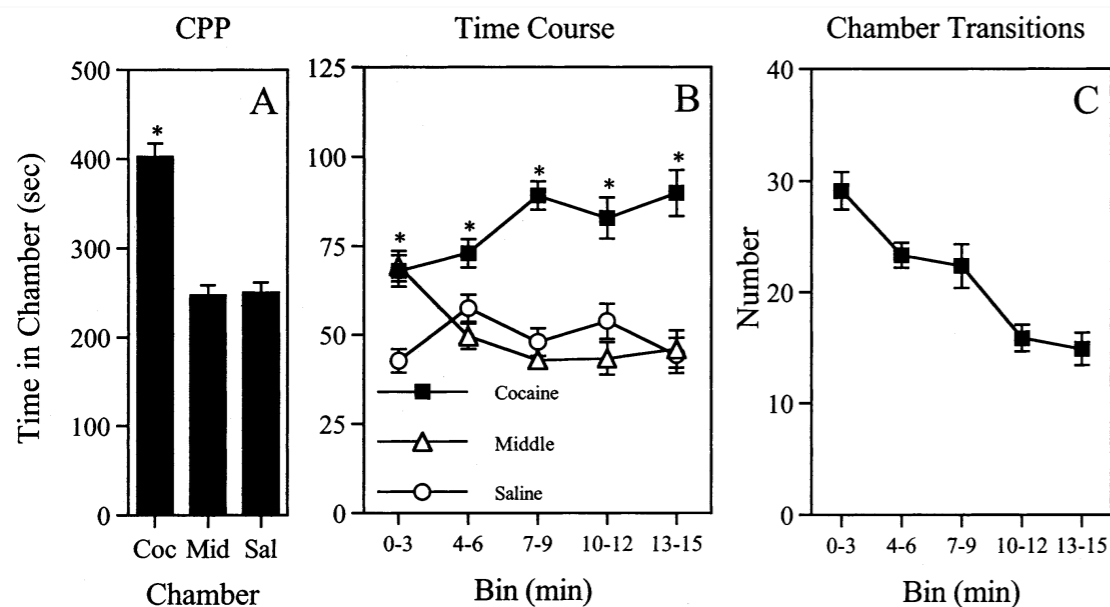 CPP
Time Course
Chamber Transitions
A
B
C
Time in Chamber (sec)
500
400
300
200
100
0
*
Coc Mid Sal
Chamber
125
100
75
50
25
0
* * * * *
Cocaine
Middle
Saline
0-3 4-6 7-9 10-12 13-15
Bin (min)
Number
40
30
20
10
0
0-3 4-6 7-9 10-12 13-15
Bin (min)